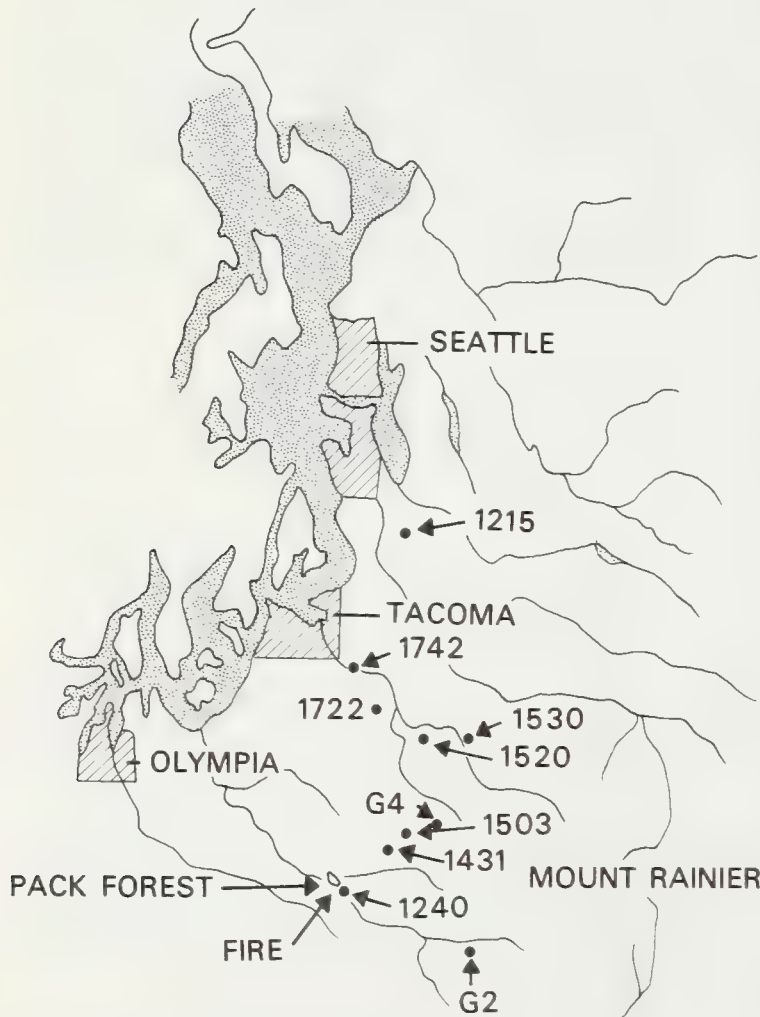 SEATTLE
1215
TACOMA
1742
1722
1530
1520
OLYMPIA
G4
1503
1431
MOUNT RAINIER
PACK FOREST
1240
FIRE
G2